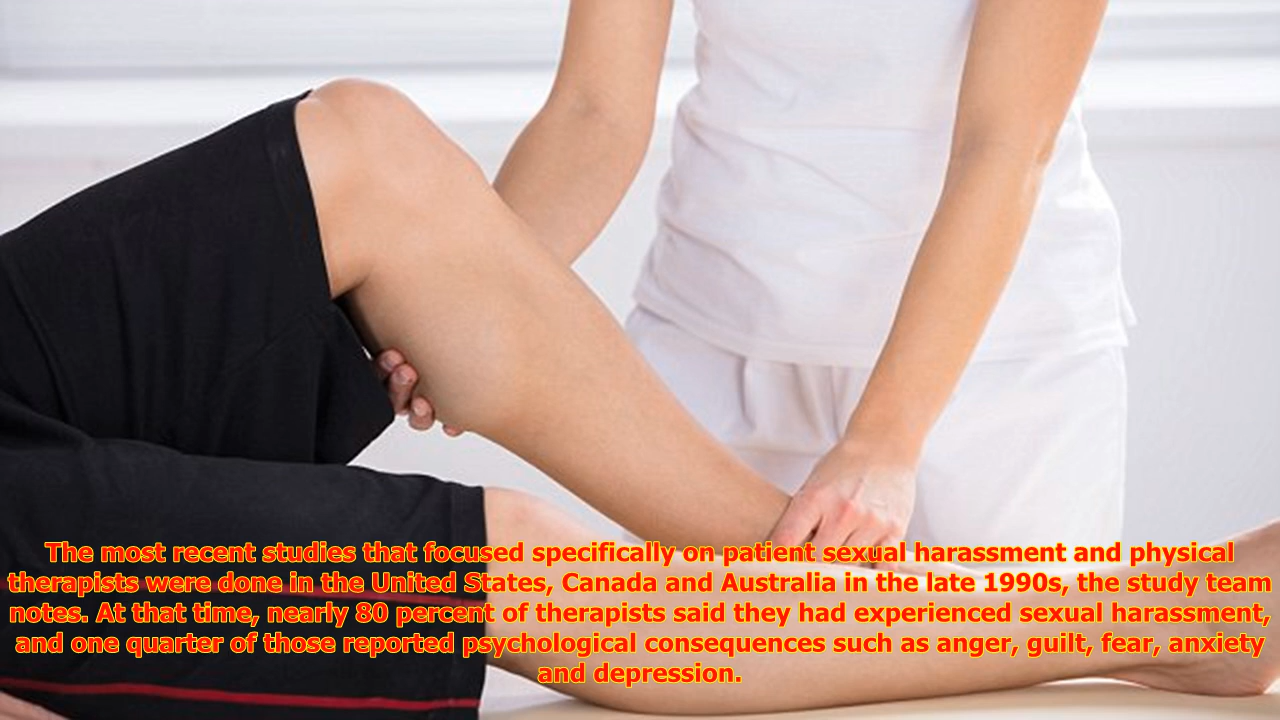 The most recent studies that focused specifically on patient sexual harassment and physical
therapists were done in the United States, Canada and Australia in the late 1990s, the study team
notes. At that time, nearly 80 percent of therapists said they had experienced sexual harassment,
and one quarter of those reported psychological consequences such as anger, guilt, fear, anxiety
and depression.